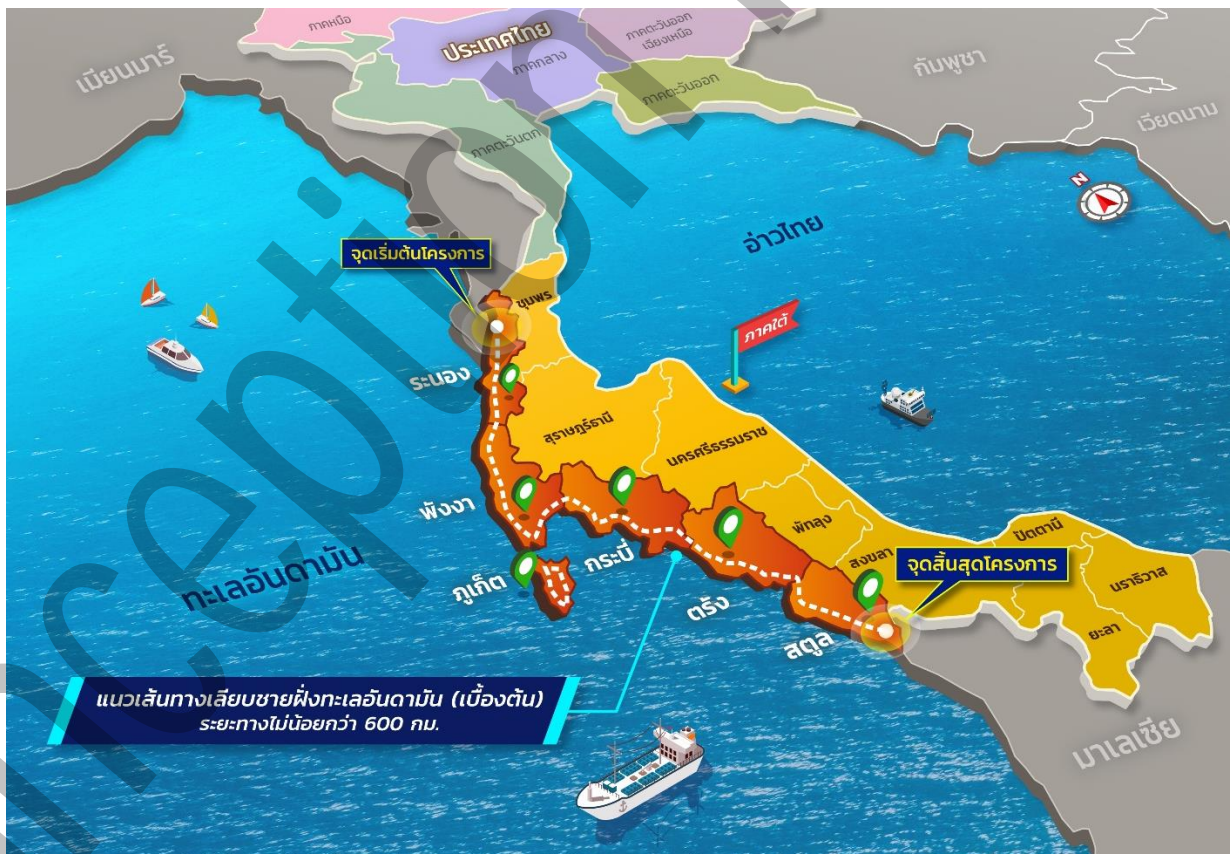 ภาคเหนือ
ประเทศไทย
ภาคตะวันออก
เฉียงเหนือ
ภาคกลาง
เมียนมาร์
กัมพูชา
ภาคตะวันออก
เวียดนาม
ภาคตะวันตก
N
อ่าวไทย
จุดเริ่มต้นโครงการ
ชุมพร
ภาคใต้
ระนอง
สุราษฎร์ธานี
นครศรีธรรมราช
พังงา
พัทลุง
ปัตตานี
สงขลา
จุดสิ้นสุดโครงการ
นราธิวาส
ทะเลอันดามัน
ภูเก็ต
กระบี่
ตรัง
ยะลา
สตูล
แนวเส้นทางเลียบชายฝั่งทะเลอันดามัน (เบื้องต้น)
ระยะทางไม่น้อยกว่า 600 กม.
มาเลเซีย